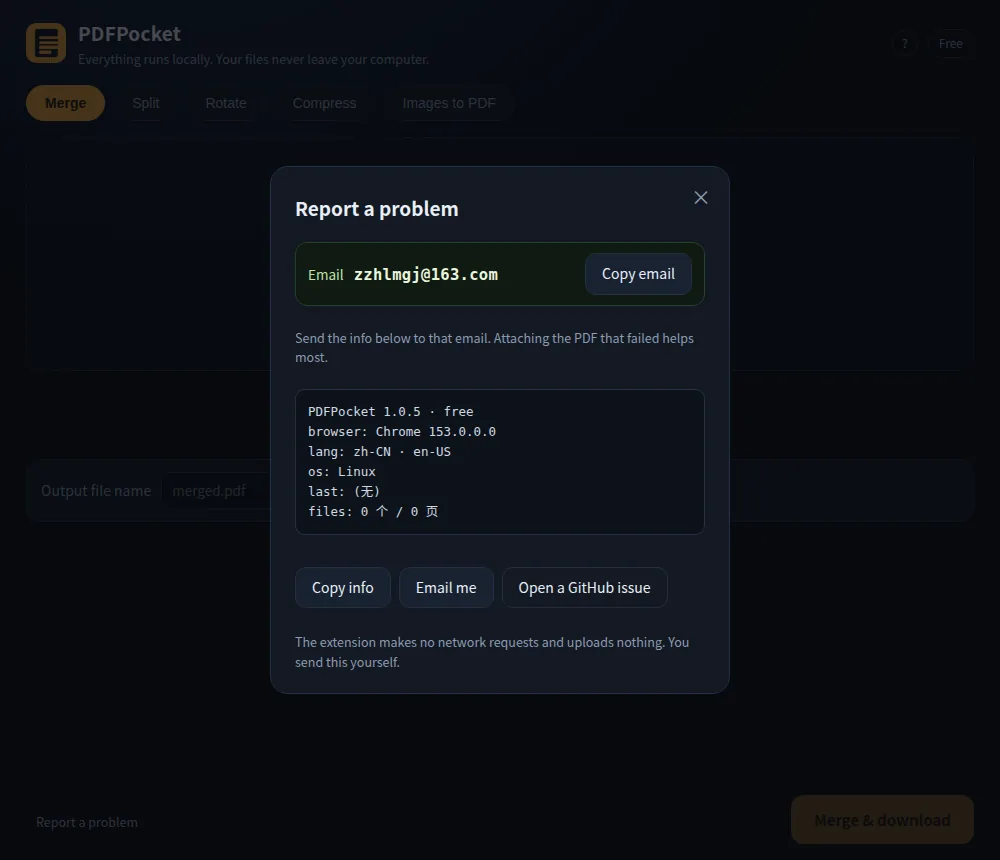 PDFPocket
Everything runs locally. Your files never leave your computer.
?
Free
Merge
Split
Rotate
Compress
Images to PDF
Report a problem
Email zzhlmgj@163.com
Copy email
Send the info below to that email. Attaching the PDF that failed helps
most.
PDFPocket 1.0.5 · free
browser: Chrome 153.0.0.0
lang: zh-CN · en-US
os: Linux
last: (无)
files: 0 个 / 0 页
Output file name
merged.pdf
Copy info
Email me
Open a GitHub issue
The extension makes no network requests and uploads nothing. You
send this yourself.
Report a problem
Merge & download